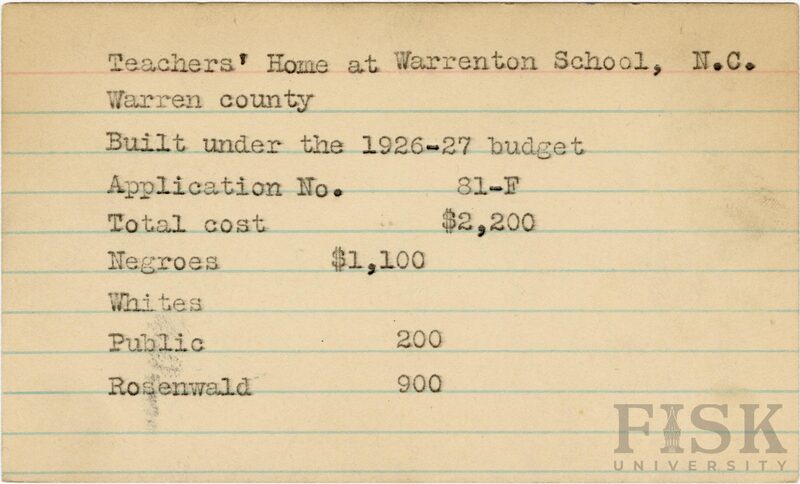 Teachers' Home at Warrenton School, N.C.
Warren county
Built under the 1926-27 budget
Application No. 81-F
Total cost $2,200
Negroes $1,100
Whites
Public 200
Rosenwald 900
FISK
UNIVERSITY